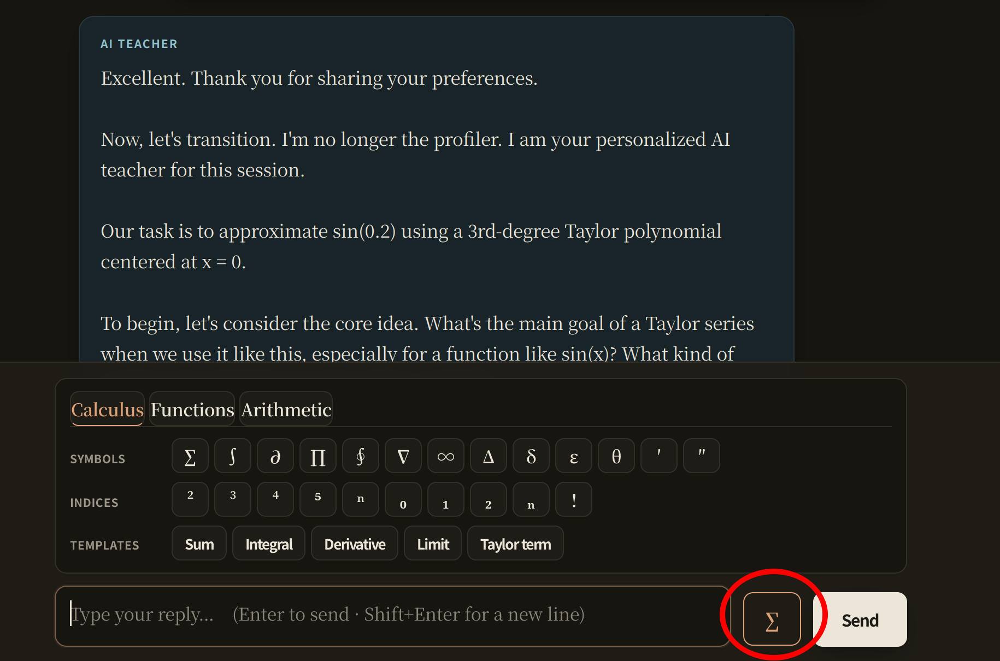 AI TEACHER
Excellent. Thank you for sharing your preferences.
Now, let's transition. I'm no longer the profiler. I am your personalized AI
teacher for this session.
Our task is to approximate sin(0.2) using a 3rd-degree Taylor polynomial
centered at x = 0.
To begin, let's consider the core idea. What's the main goal of a Taylor series
when we use it like this, especially for a function like sin(x)? What kind of
Calculus Functions Arithmetic
SYMBOLS ∑ ∫ ∂ ∏ ∮ ∇ ∞ Δ δ ε θ ′ ″
INDICES ² ³ ⁴ ⁵ ⁿ ₀ ₁ ₂ ₙ !
TEMPLATES Sum Integral Derivative Limit Taylor term
Type your reply... (Enter to send · Shift+Enter for a new line) ∑ Send